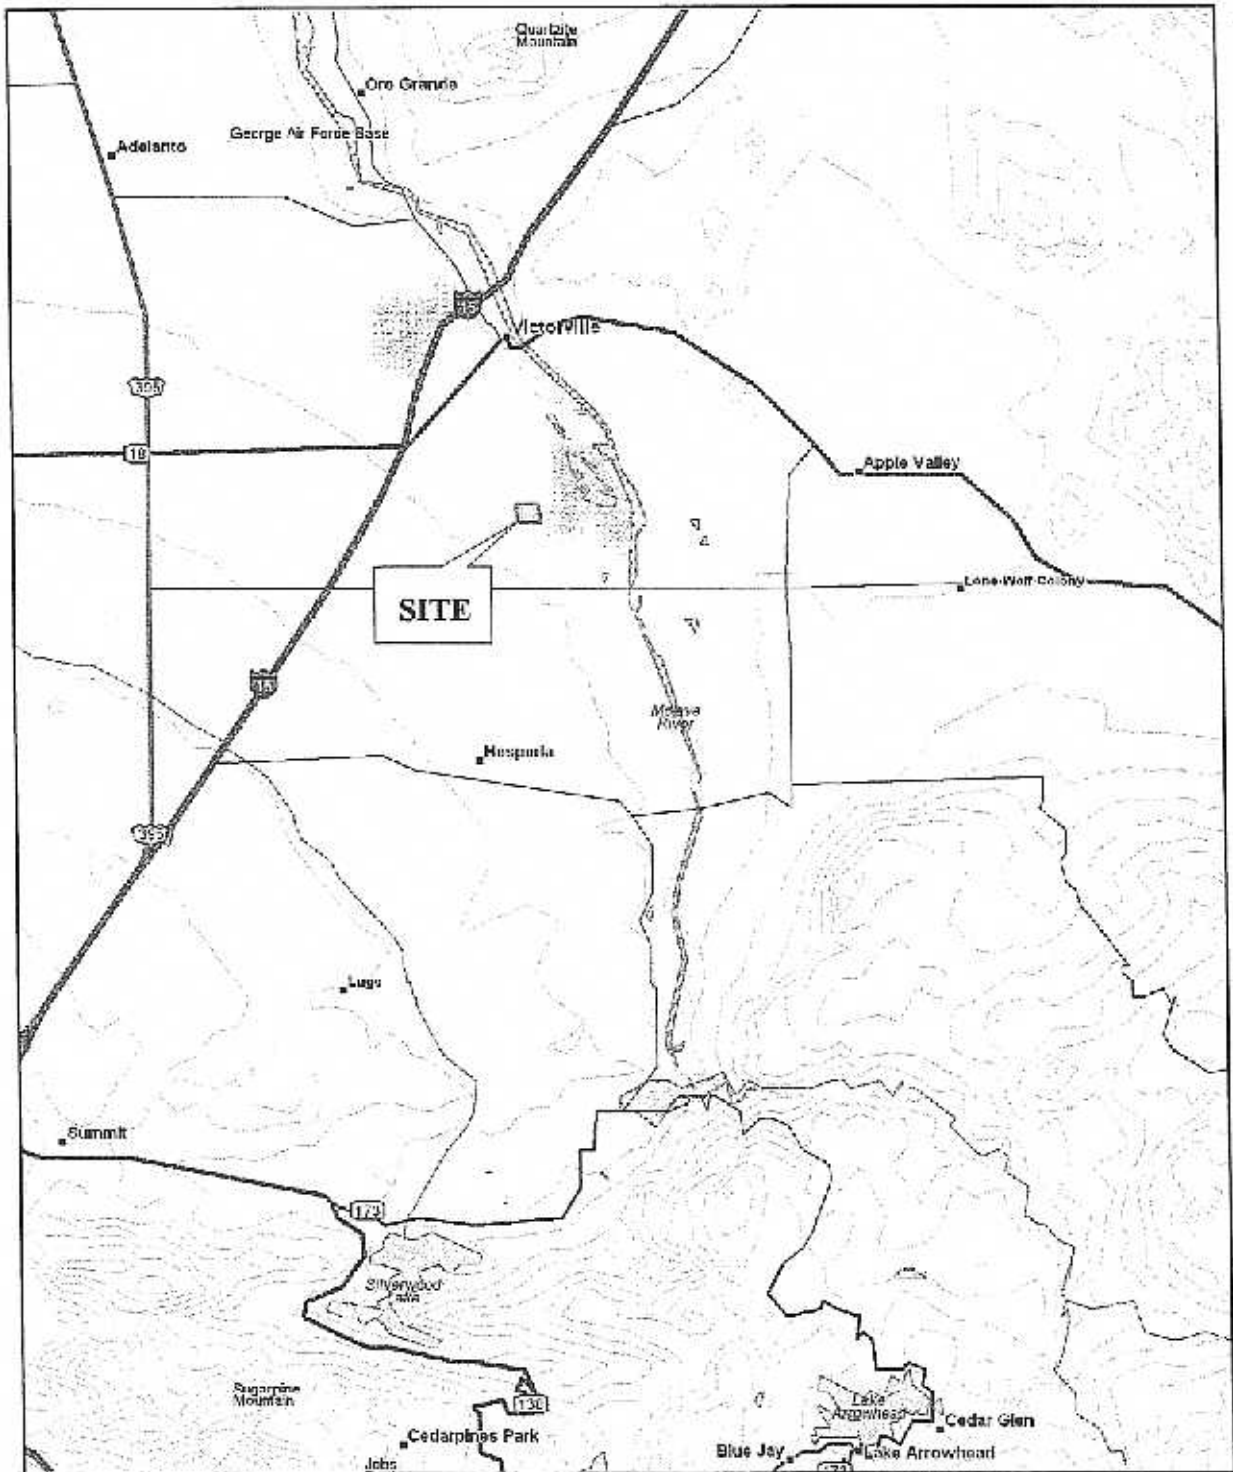 Quartzite
Mountain
Oro Grande
George Air Force Base
Adelanto
15
Victorville
395
18
Apple Valley
Lone Wolf Colony
SITE
15
Mojave
River
Hesperia
395
Lugo
Summit
173
Silverwood
Lake
Sugarpine
Mountain
138
Lake
Arrowhead
Cedar Glen
Cedarpines Park
Blue Jay
Lake Arrowhead
173